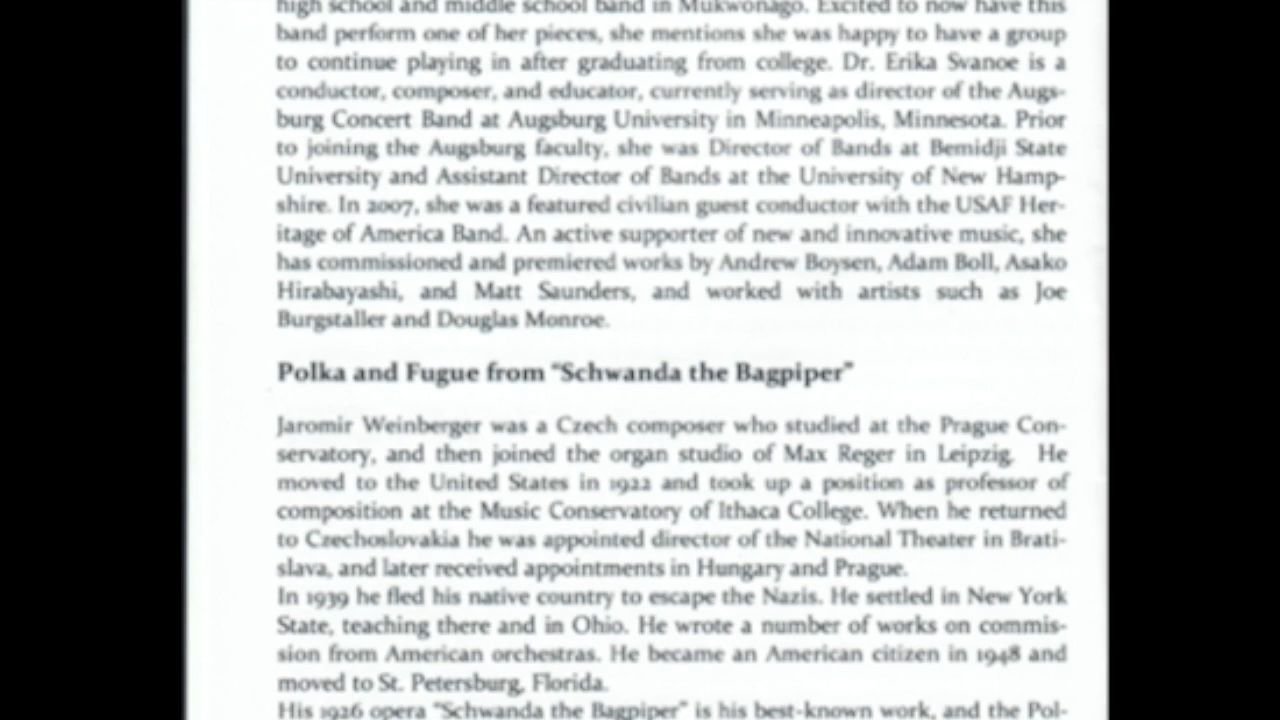 high school and middle school band in Mukwonago. Excited to now have this
band perform one of her pieces, she mentions she was happy to have a group
to continue playing in after graduating from college. Dr. Erika Svanoe is a
conductor, composer, and educator, currently serving as director of the Augs-
burg Concert Band at Augsburg University in Minneapolis, Minnesota. Prior
to joining the Augsburg faculty, she was Director of Bands at Bemidji State
University and Assistant Director of Bands at the University of New Hamp-
shire. In 2007, she was a featured civilian guest conductor with the USAF Her-
itage of America Band. An active supporter of new and innovative music, she
has commissioned and premiered works by Andrew Boysen, Adam Boll, Asako
Hirabayashi, and Matt Saunders, and worked with artists such as Joe
Burgstaller and Douglas Monroe.
Polka and Fugue from “Schwanda the Bagpiper”
Jaromir Weinberger was a Czech composer who studied at the Prague Con-
servatory, and then joined the organ studio of Max Reger in Leipzig. He
moved to the United States in 1922 and took up a position as professor of
composition at the Music Conservatory of Ithaca College. When he returned
to Czechoslovakia he was appointed director of the National Theater in Brati-
slava, and later received appointments in Hungary and Prague.
In 1939 he fled his native country to escape the Nazis. He settled in New York
State, teaching there and in Ohio. He wrote a number of works on commis-
sion from American orchestras. He became an American citizen in 1948 and
moved to St. Petersburg, Florida.
His 1926 opera “Schwanda the Bagpiper” is his best-known work, and the Pol-